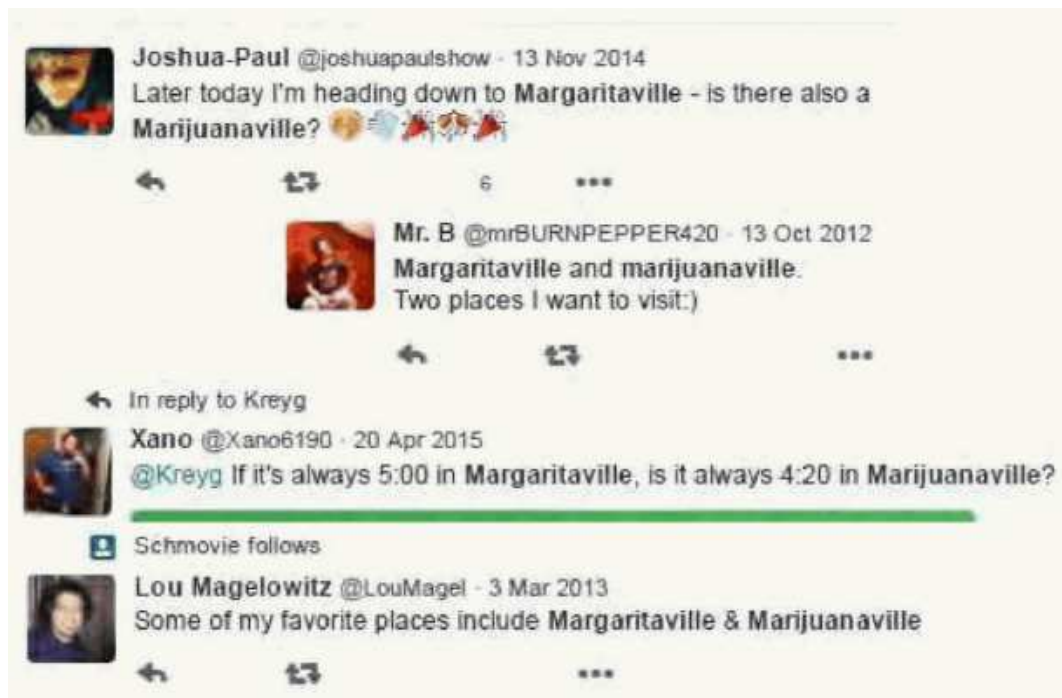 Joshua-Paul @joshuapaulshow · 13 Nov 2014
Later today I'm heading down to Margaritaville - is there also a
Marijuanaville?
6
Mr. B @mrBURNPEPPER420 · 13 Oct 2012
Margaritaville and marijuanaville.
Two places I want to visit:)
In reply to Kreyg
Xano @Xano6190 · 20 Apr 2015
@Kreyg If it's always 5:00 in Margaritaville, is it always 4:20 in Marijuanaville?
Schmovie follows
Lou Magelowitz @LouMagel · 3 Mar 2013
Some of my favorite places include Margaritaville & Marijuanaville